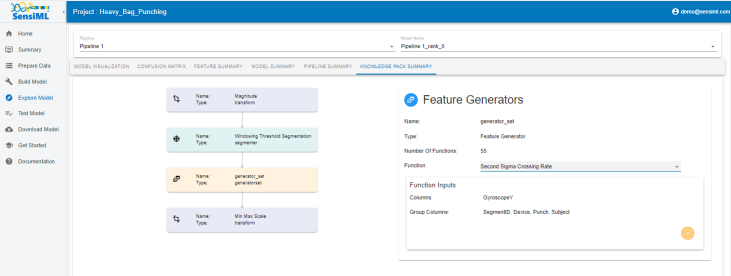 SensiML
Project : Heavy_Bag_Punching
demo@sensiml.com
Home
Summary
Prepare Data
Build Model
Explore Model
Test Model
Download Model
Get Started
Documentation
Pipeline
Pipeline 1
Model Name
Pipeline 1_rank_0
MODEL VISUALIZATION CONFUSION MATRIX FEATURE SUMMARY MODEL SUMMARY PIPELINE SUMMARY KNOWLEDGE PACK SUMMARY
Name: Magnitude
Type: transform
Name: Windowing Threshold Segmentation
Type: segmenter
Name: generator_set
Type: generatorset
Name: Min Max Scale
Type: transform
Feature Generators
Name: generator_set
Type: Feature Generator
Number Of Functions: 55
Function: Second Sigma Crossing Rate
Function Inputs
Columns: GyroscopeY
Group Columns: SegmentID, Device, Punch, Subject